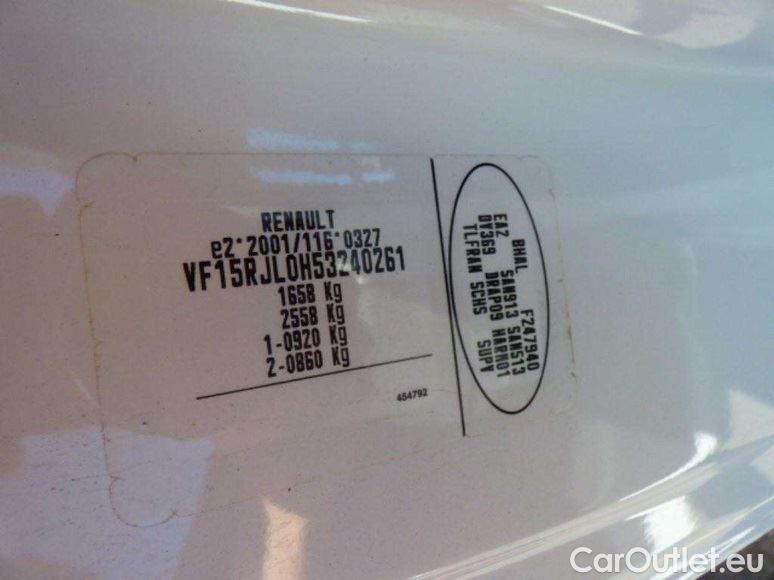 RENAULT
e2*2001/116*0327
VF15RJL0H53240261
1658 Kg
2558 Kg
1-0920 Kg
2-0860 Kg
454792
F247940
BHAL SAN913 SAN513
EA2 DRAP09 HARN01
DV369 SCHS SUPV
TLFRAN
CarOutlet.eu